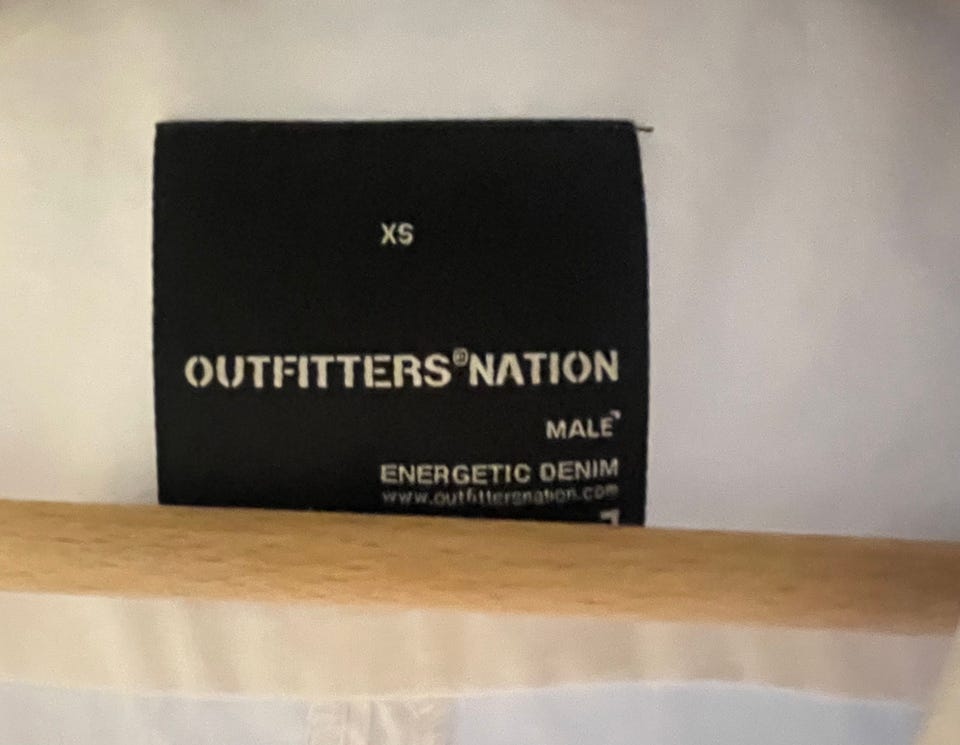 XS
OUTFITTERS®NATION
MALE
ENERGETIC DENIM
www.outfittersnation.com